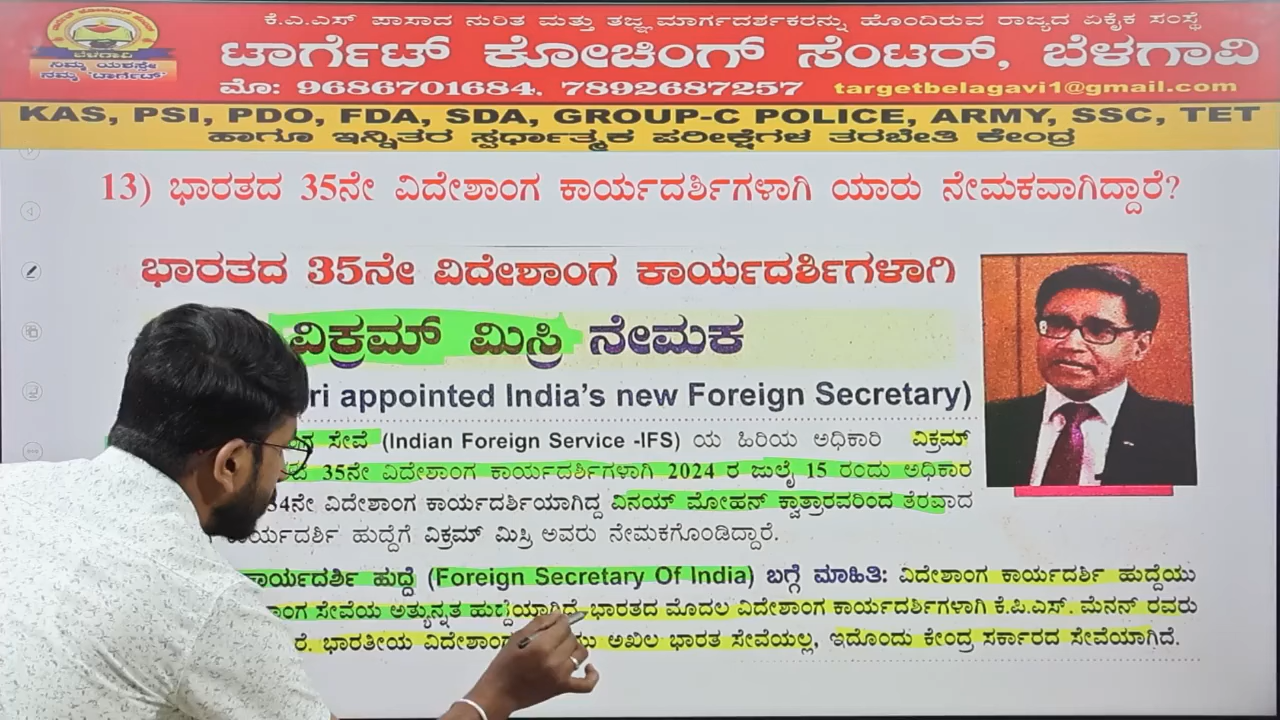 ಕೆ.ಎ.ಎಸ್ ಪಾಸಾದ ನುರಿತ ಮತ್ತು ತಜ್ಞ ಮಾರ್ಗದರ್ಶಕರನ್ನು ಹೊಂದಿರುವ ರಾಜ್ಯದ ಏಕೈಕ ಸಂಸ್ಥೆ
ಟಾರ್ಗೆಟ್ ಕೋಚಿಂಗ್ ಸೆಂಟರ್, ಬೆಳಗಾವಿ
ಬೆಳಗಾವಿ
ನಿಮ್ಮ ಯಶಸ್ಸೇ
ನಮ್ಮ 'ಟಾರ್ಗೆಟ್'
ಮೊ: 9686701684, 7892687257 targetbelagavi1@gmail.com
KAS, PSI, PDO, FDA, SDA, GROUP-C POLICE, ARMY, SSC, TET
ಹಾಗೂ ಇನ್ನಿತರ ಸ್ಪರ್ಧಾತ್ಮಕ ಪರೀಕ್ಷೆಗಳ ತರಬೇತಿ ಕೇಂದ್ರ
13) ಭಾರತದ 35ನೇ ವಿದೇಶಾಂಗ ಕಾರ್ಯದರ್ಶಿಗಳಾಗಿ ಯಾರು ನೇಮಕವಾಗಿದ್ದಾರೆ?
ಭಾರತದ 35ನೇ ವಿದೇಶಾಂಗ ಕಾರ್ಯದರ್ಶಿಗಳಾಗಿ
ವಿಕ್ರಮ್ ಮಿಸ್ರಿ ನೇಮಕ
ri appointed India's new Foreign Secretary)
ಸೇವೆ (Indian Foreign Service -IFS) ಯ ಹಿರಿಯ ಅಧಿಕಾರಿ ವಿಕ್ರಮ್
35ನೇ ವಿದೇಶಾಂಗ ಕಾರ್ಯದರ್ಶಿಗಳಾಗಿ 2024 ರ ಜುಲೈ 15 ರಂದು ಅಧಿಕಾರ
34ನೇ ವಿದೇಶಾಂಗ ಕಾರ್ಯದರ್ಶಿಯಾಗಿದ್ದ ವಿನಯ್ ಮೋಹನ್ ಕ್ವಾತ್ರಾರವರಿಂದ ತೆರವಾದ
ಕಾರ್ಯದರ್ಶಿ ಹುದ್ದೆಗೆ ವಿಕ್ರಮ್ ಮಿಸ್ರಿ ಅವರು ನೇಮಕಗೊಂಡಿದ್ದಾರೆ.
ಕಾರ್ಯದರ್ಶಿ ಹುದ್ದೆ (Foreign Secretary Of India) ಬಗ್ಗೆ ಮಾಹಿತಿ: ವಿದೇಶಾಂಗ ಕಾರ್ಯದರ್ಶಿ ಹುದ್ದೆಯು
ಸೇವೆಯ ಅತ್ಯುನ್ನತ ಹುದ್ದೆಯಾಗಿದೆ. ಭಾರತದ ಮೊದಲ ವಿದೇಶಾಂಗ ಕಾರ್ಯದರ್ಶಿಗಳಾಗಿ ಕೆ.ಪಿ.ಎಸ್. ಮೆನನ್ ರವರು
ರೆ. ಭಾರತೀಯ ಅಖಿಲ ಭಾರತ ಸೇವೆಯಲ್ಲ, ಇದೊಂದು ಕೇಂದ್ರ ಸರ್ಕಾರದ ಸೇವೆಯಾಗಿದೆ.